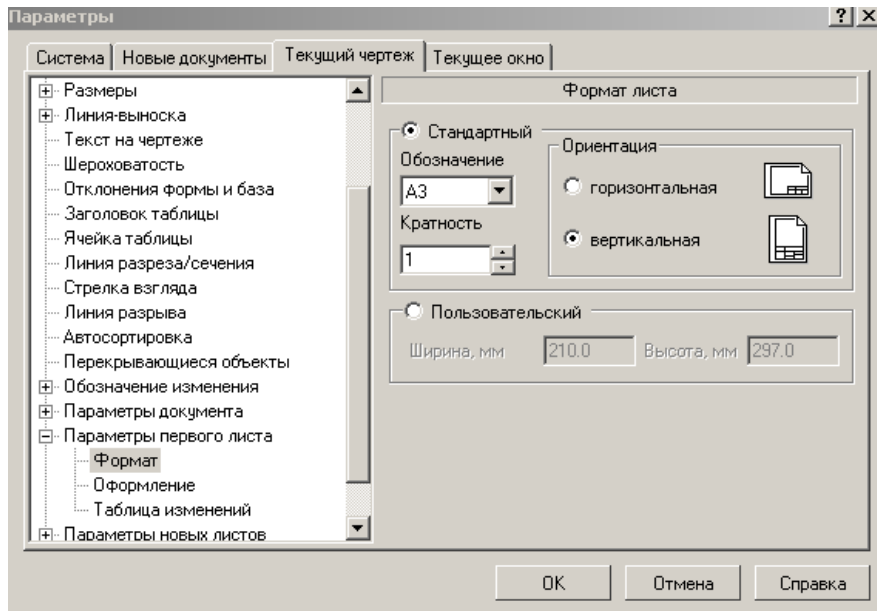 Параметры
Система Новые документы Текущий чертеж Текущее окно
Размеры
Линия-выноска
Текст на чертеже
Шероховатость
Отклонения формы и база
Заголовок таблицы
Ячейка таблицы
Линия разреза/сечения
Стрелка взгляда
Линия разрыва
Автосортировка
Перекрывающиеся объекты
Обозначение изменения
Параметры документа
Параметры первого листа
Формат
Оформление
Таблица изменений
Параметры новых листов
Формат листа
Стандартный
Обозначение
А3
Кратность
1
Ориентация
горизонтальная
вертикальная
Пользовательский
Ширина, мм 210.0 Высота, мм 297.0
OK Отмена Справка